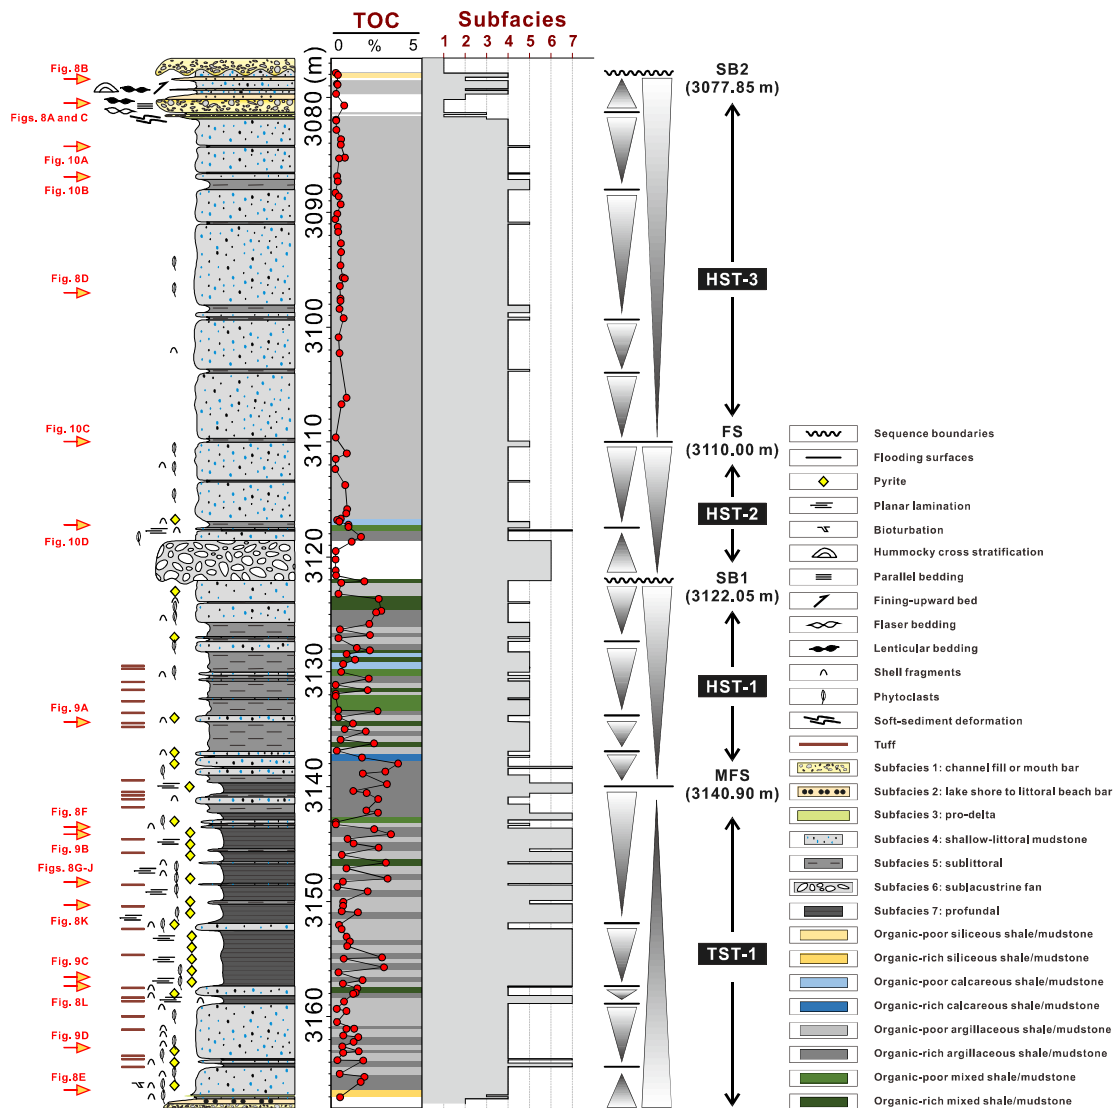 TOC
0 % 5
Subfacies
1 2 3 4 5 6 7
(m)
3080
3090
3100
3110
3120
3130
3140
3150
3160
Fig. 8B
Figs. 8A and C
Fig. 10A
Fig. 10B
Fig. 8D
Fig. 10C
Fig. 10D
Fig. 9A
Fig. 8F
Fig. 9B
Figs. 8G-J
Fig. 8K
Fig. 9C
Fig. 8L
Fig. 9D
Fig. 8E
SB2
(3077.85 m)
HST-3
FS
(3110.00 m)
HST-2
SB1
(3122.05 m)
HST-1
MFS
(3140.90 m)
TST-1
Sequence boundaries
Flooding surfaces
Pyrite
Planar lamination
Bioturbation
Hummocky cross stratification
Parallel bedding
Fining-upward bed
Flaser bedding
Lenticular bedding
Shell fragments
Phytoclasts
Soft-sediment deformation
Tuff
Subfacies 1: channel fill or mouth bar
Subfacies 2: lake shore to littoral beach bar
Subfacies 3: pro-delta
Subfacies 4: shallow-littoral mudstone
Subfacies 5: sublittoral
Subfacies 6: sublacustrine fan
Subfacies 7: profundal
Organic-poor siliceous shale/mudstone
Organic-rich siliceous shale/mudstone
Organic-poor calcareous shale/mudstone
Organic-rich calcareous shale/mudstone
Organic-poor argillaceous shale/mudstone
Organic-rich argillaceous shale/mudstone
Organic-poor mixed shale/mudstone
Organic-rich mixed shale/mudstone